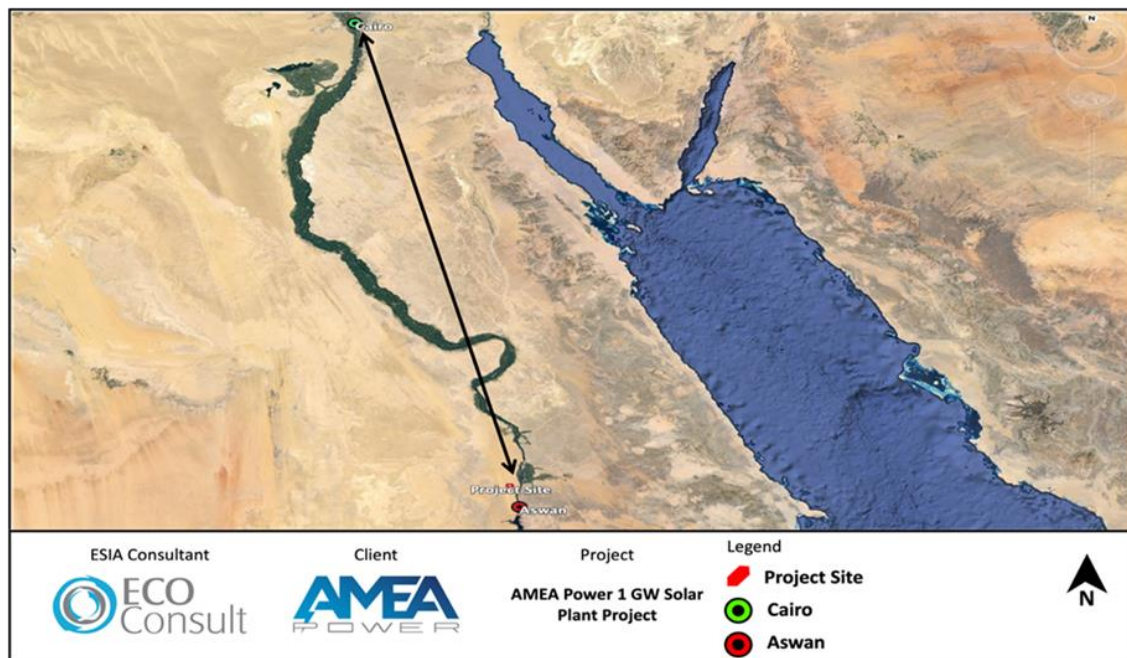 N
Cairo
Project Site
Aswan
ESIA Consultant
ECO
Consult
Client
AMEA
POWER
Project
AMEA Power 1 GW Solar
Plant Project
Legend
Project Site
Cairo
Aswan
N